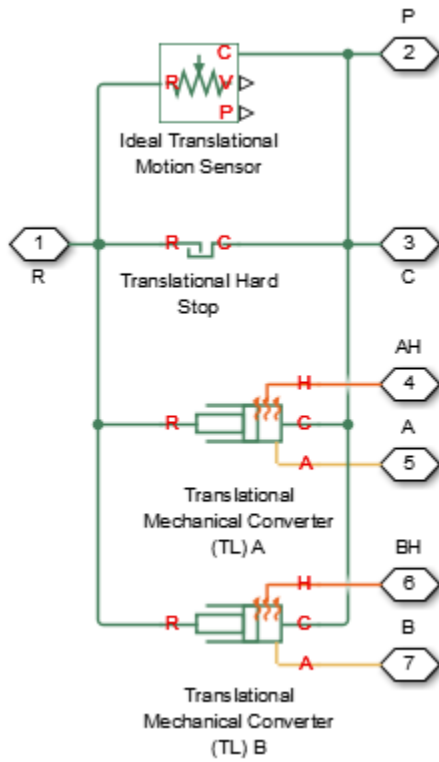 P
C
2
R
V
P
Ideal Translational
Motion Sensor
1
R
C
3
R
C
Translational Hard
Stop
AH
H
4
R
C
A
A
5
Translational
Mechanical Converter
(TL) A
BH
H
6
R
C
B
A
7
Translational
Mechanical Converter
(TL) B